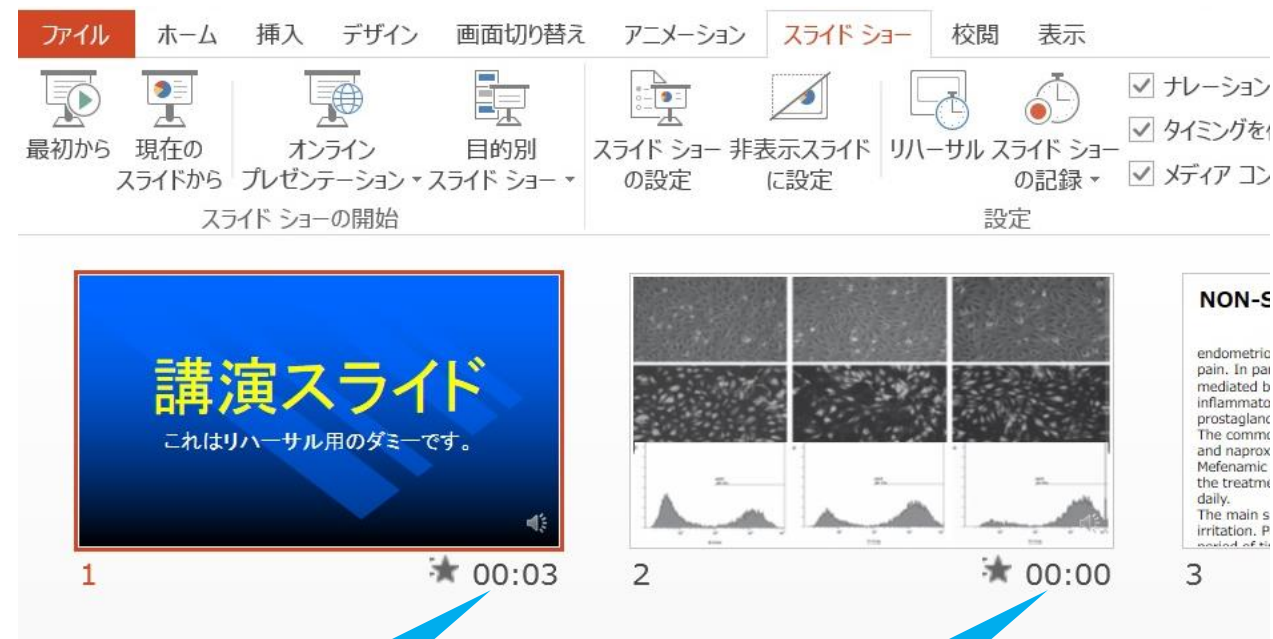 ファイル ホーム 挿入 デザイン 画面切り替え アニメーション スライド ショー 校閲 表示
最初から 現在の スライドから
オンライン プレゼンテーション
目的別 スライド ショー
スライド ショーの開始
スライド ショー の設定
非表示スライド に設定
リハーサル
スライド ショー の記録
ナレーション
タイミングを
メディア コン
設定
講演スライド
これはリハーサル用のダミーです。
1 00:03
2 00:00
NON-S
endometrio
pain. In par
mediated b
inflammato
prostagland
The commo
and naprox
Mefenamic
the treatme
daily.
The main s
irritation. P
period of ti
3